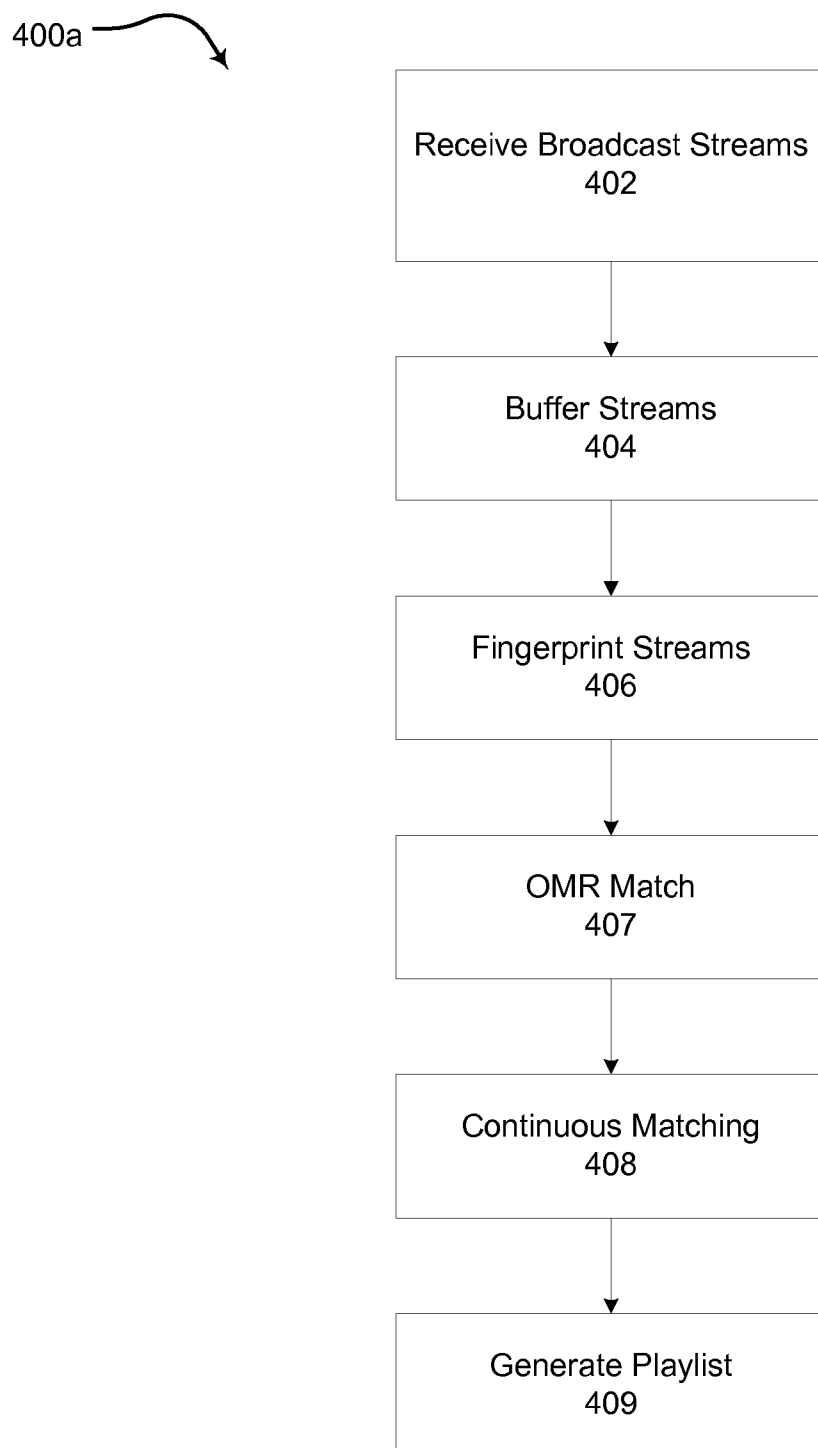 400a
Receive Broadcast Streams
402
Buffer Streams
404
Fingerprint Streams
406
OMR Match
407
Continuous Matching
408
Generate Playlist
409